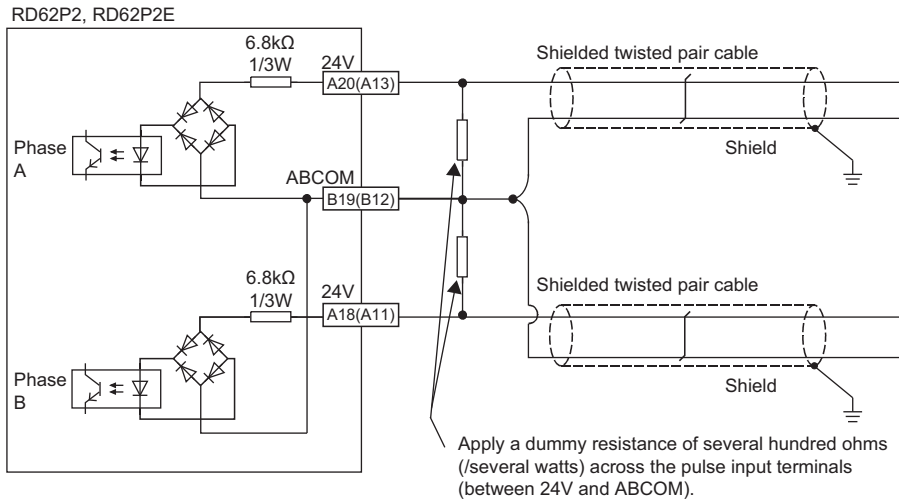 RD62P2, RD62P2E
6.8kΩ
1/3W
24V
A20(A13)
Shielded twisted pair cable
Phase
A
Shield
ABCOM
B19(B12)
6.8kΩ
1/3W
24V
A18(A11)
Shielded twisted pair cable
Phase
B
Shield
Apply a dummy resistance of several hundred ohms
(/several watts) across the pulse input terminals
(between 24V and ABCOM).